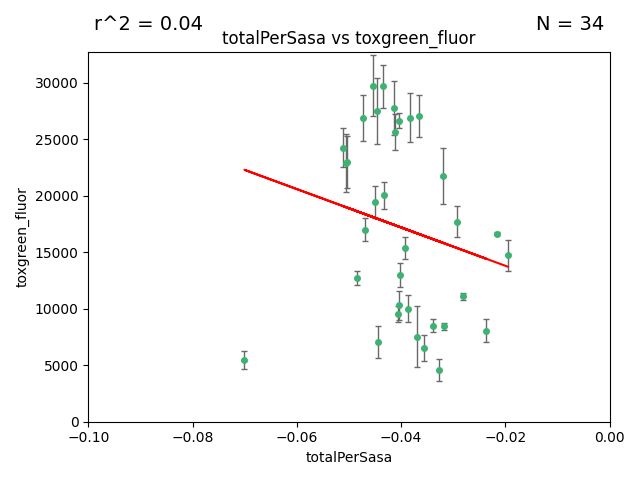 r^2 = 0.04
N = 34
totalPerSasa vs toxgreen_fluor
toxgreen_fluor
30000
25000
20000
15000
10000
5000
0
−0.10
−0.08
−0.06
−0.04
−0.02
0.00
totalPerSasa